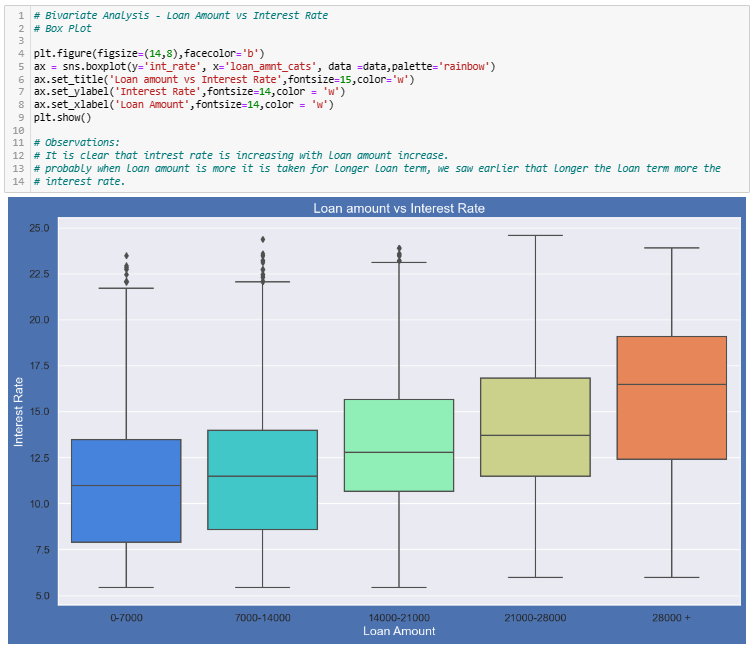 1 # Bivariate Analysis - Loan Amount vs Interest Rate
2 # Box Plot
3
4 plt.figure(figsize=(14,8),facecolor='b')
5 ax = sns.boxplot(y='int_rate', x='loan_amnt_cats', data =data,palette='rainbow')
6 ax.set_title('Loan amount vs Interest Rate',fontsize=15,color='w')
7 ax.set_ylabel('Interest Rate',fontsize=14,color = 'w')
8 ax.set_xlabel('Loan Amount',fontsize=14,color = 'w')
9 plt.show()
10
11 # Observations:
12 # It is clear that intrest rate is increasing with loan amount increase.
13 # probably when loan amount is more it is taken for longer loan term, we saw earlier that longer the loan term more the
14 # interest rate.
Loan amount vs Interest Rate
25.0
22.5
20.0
17.5
15.0
12.5
10.0
7.5
5.0
Interest Rate
0-7000 7000-14000 14000-21000 21000-28000 28000 +
Loan Amount